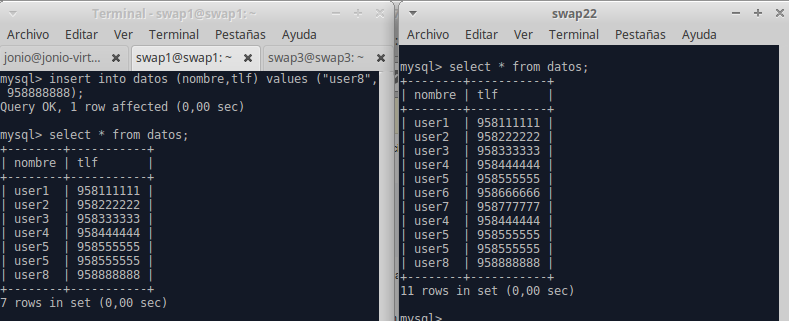 Terminal - swap1@swap1: ~
Archivo Editar Ver Terminal Pestañas Ayuda
jonio@jonio-virt... swap1@swap1: ~ swap3@swap3: ~
mysql> insert into datos (nombre,tlf) values ("user8",
958888888);
Query OK, 1 row affected (0,00 sec)
mysql> select * from datos;
+--------+-----------+
| nombre | tlf |
+--------+-----------+
| user1 | 958111111 |
| user2 | 958222222 |
| user3 | 958333333 |
| user4 | 958444444 |
| user5 | 958555555 |
| user5 | 958555555 |
| user8 | 958888888 |
+--------+-----------+
7 rows in set (0,00 sec)
swap22
Archivo Editar Ver Terminal Pestañas Ayuda
mysql> select * from datos;
+--------+-----------+
| nombre | tlf |
+--------+-----------+
| user1 | 958111111 |
| user2 | 958222222 |
| user3 | 958333333 |
| user4 | 958444444 |
| user5 | 958555555 |
| user6 | 958666666 |
| user7 | 958777777 |
| user4 | 958444444 |
| user5 | 958555555 |
| user5 | 958555555 |
| user8 | 958888888 |
+--------+-----------+
11 rows in set (0,00 sec)
mysql>